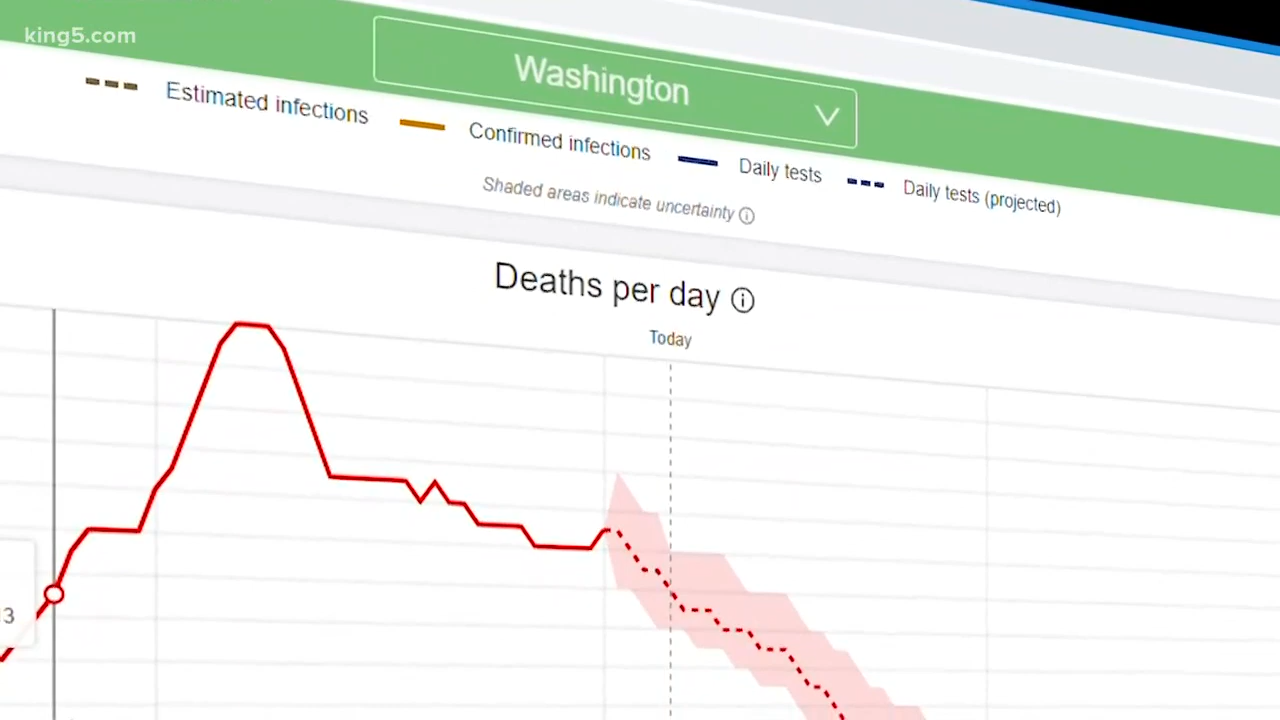 king5.com
Washington
Estimated infections
Confirmed infections
Daily tests
Daily tests (projected)
Shaded areas indicate uncertainty
Deaths per day
Today